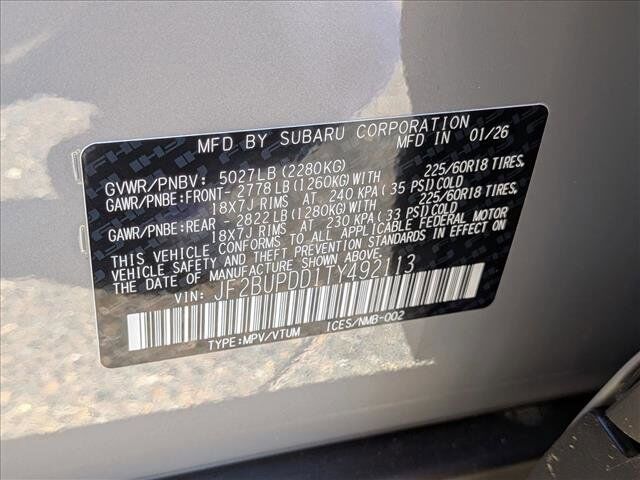 MFD BY SUBARU CORPORATION MFD IN 01/26
GVWR/PNBV: 5027LB (2280KG)
GAWR/PNBE:FRONT- 2778 LB (1260KG) WITH 225/60R18 TIRES,
18X7J RIMS AT 240 KPA (35 PSI) COLD
GAWR/PNBE:REAR - 2822 LB (1280KG) WITH 225/60R18 TIRES,
18X7J RIMS AT 230 KPA (33 PSI) COLD
THIS VEHICLE CONFORMS TO ALL APPLICABLE FEDERAL MOTOR
VEHICLE SAFETY AND THEFT PREVENTION STANDARDS IN EFFECT ON
THE DATE OF MANUFACTURE SHOWN ABOVE.
VIN: JF2BUPDD1TY492113
TYPE:MPV/VTUM ICES/NMB-002